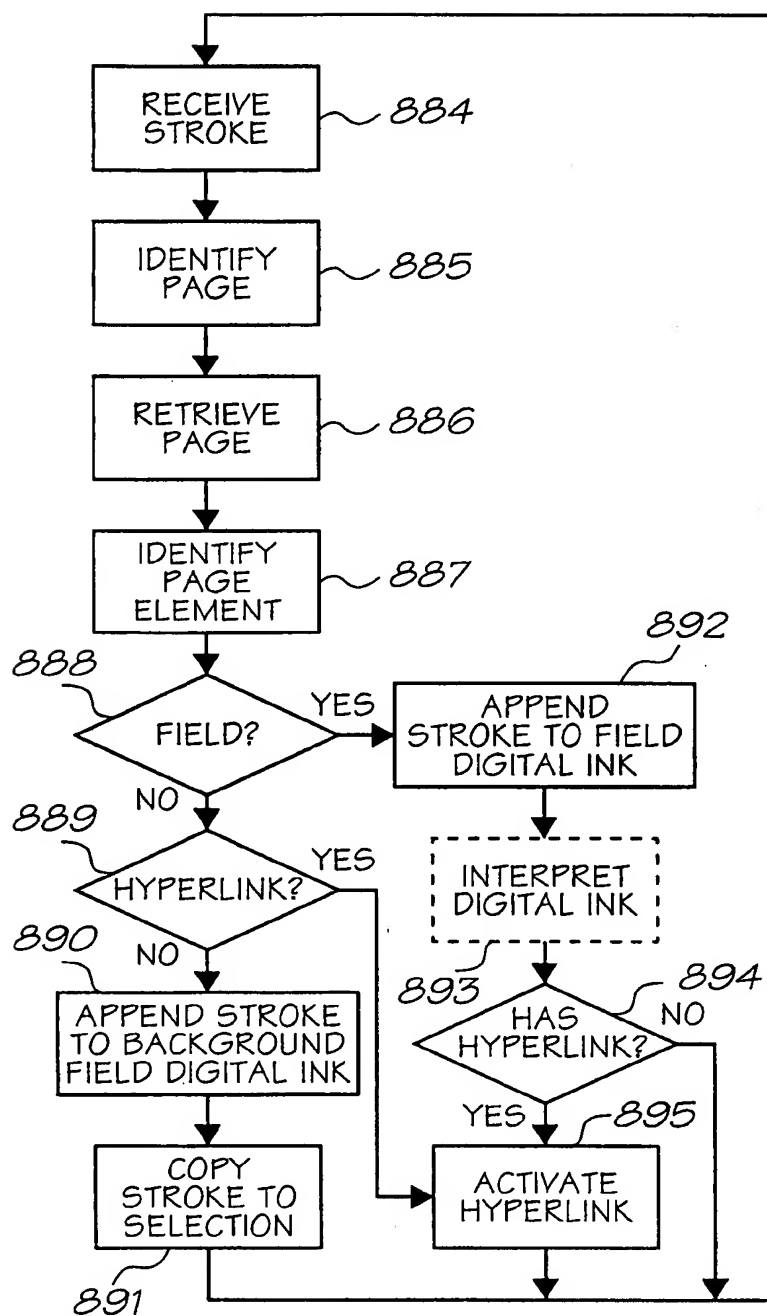 RECEIVE
STROKE
884
IDENTIFY
PAGE
885
RETRIEVE
PAGE
886
IDENTIFY
PAGE
ELEMENT
887
888
FIELD?
YES
NO
892
APPEND
STROKE TO FIELD
DIGITAL INK
889
HYPERLINK?
YES
NO
INTERPRET
DIGITAL INK
893
890
APPEND STROKE
TO BACKGROUND
FIELD DIGITAL INK
894
HAS
HYPERLINK?
NO
YES
895
COPY
STROKE TO
SELECTION
891
ACTIVATE
HYPERLINK